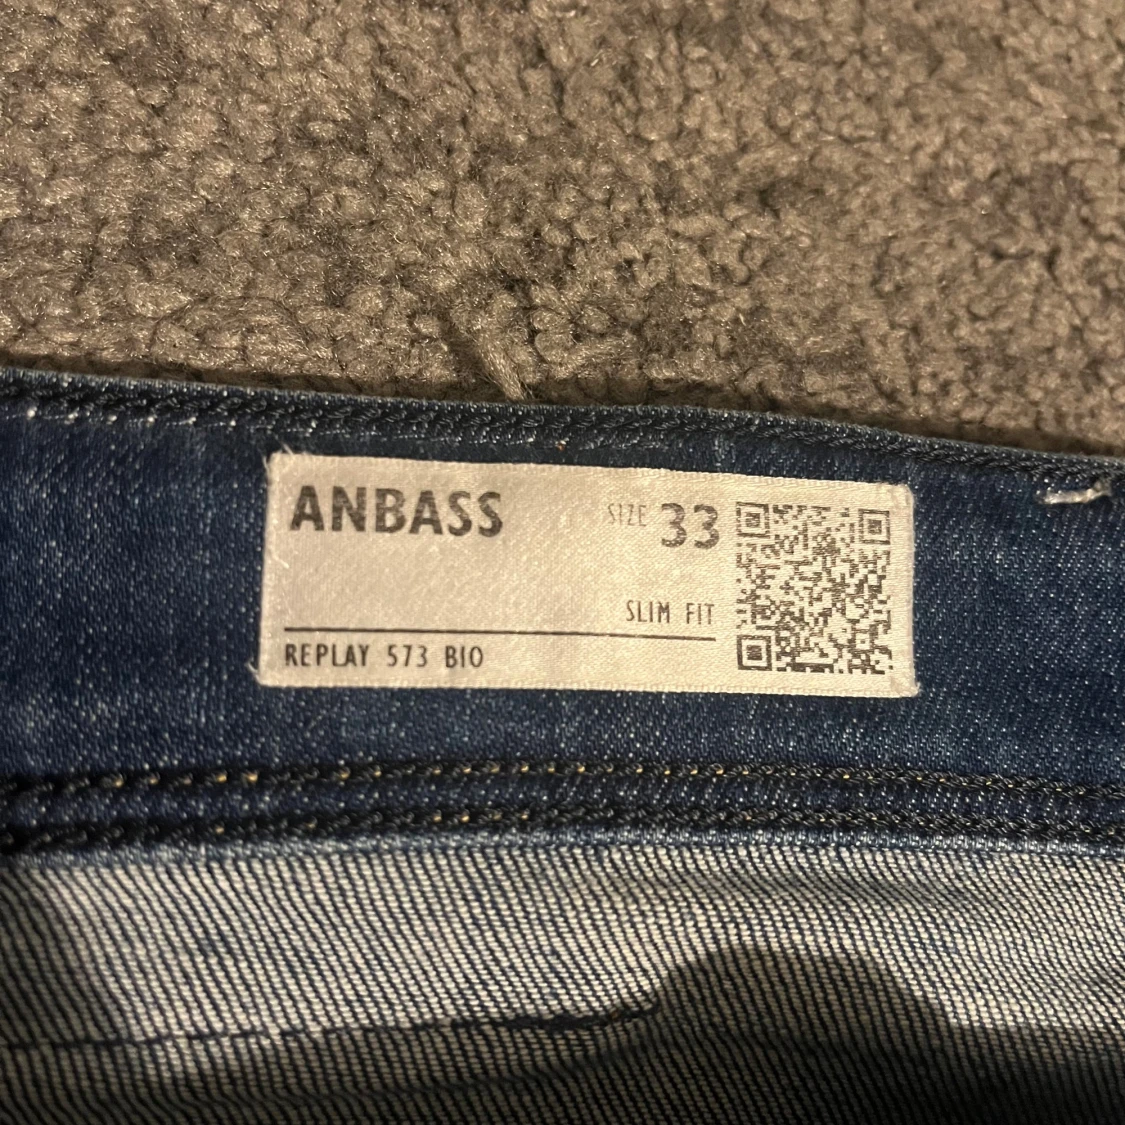 ANBASS
SIZE 33
SLIM FIT
REPLAY 573 BIO